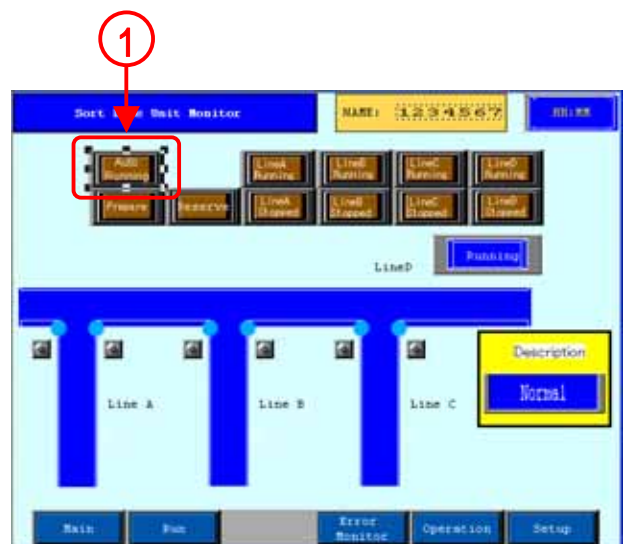 1
Sort Line Unit Monitor
NAME: 1234567 HH:MM
Auto
Running
LineA
Running
LineB
Running
LineC
Running
LineD
Running
Prepare
Reserve
LineA
Stopped
LineB
Stopped
LineC
Stopped
LineD
Stopped
LineD
Running
Description
Normal
Line A
Line B
Line C
Main
Run
Error
Monitor
Operation
Setup